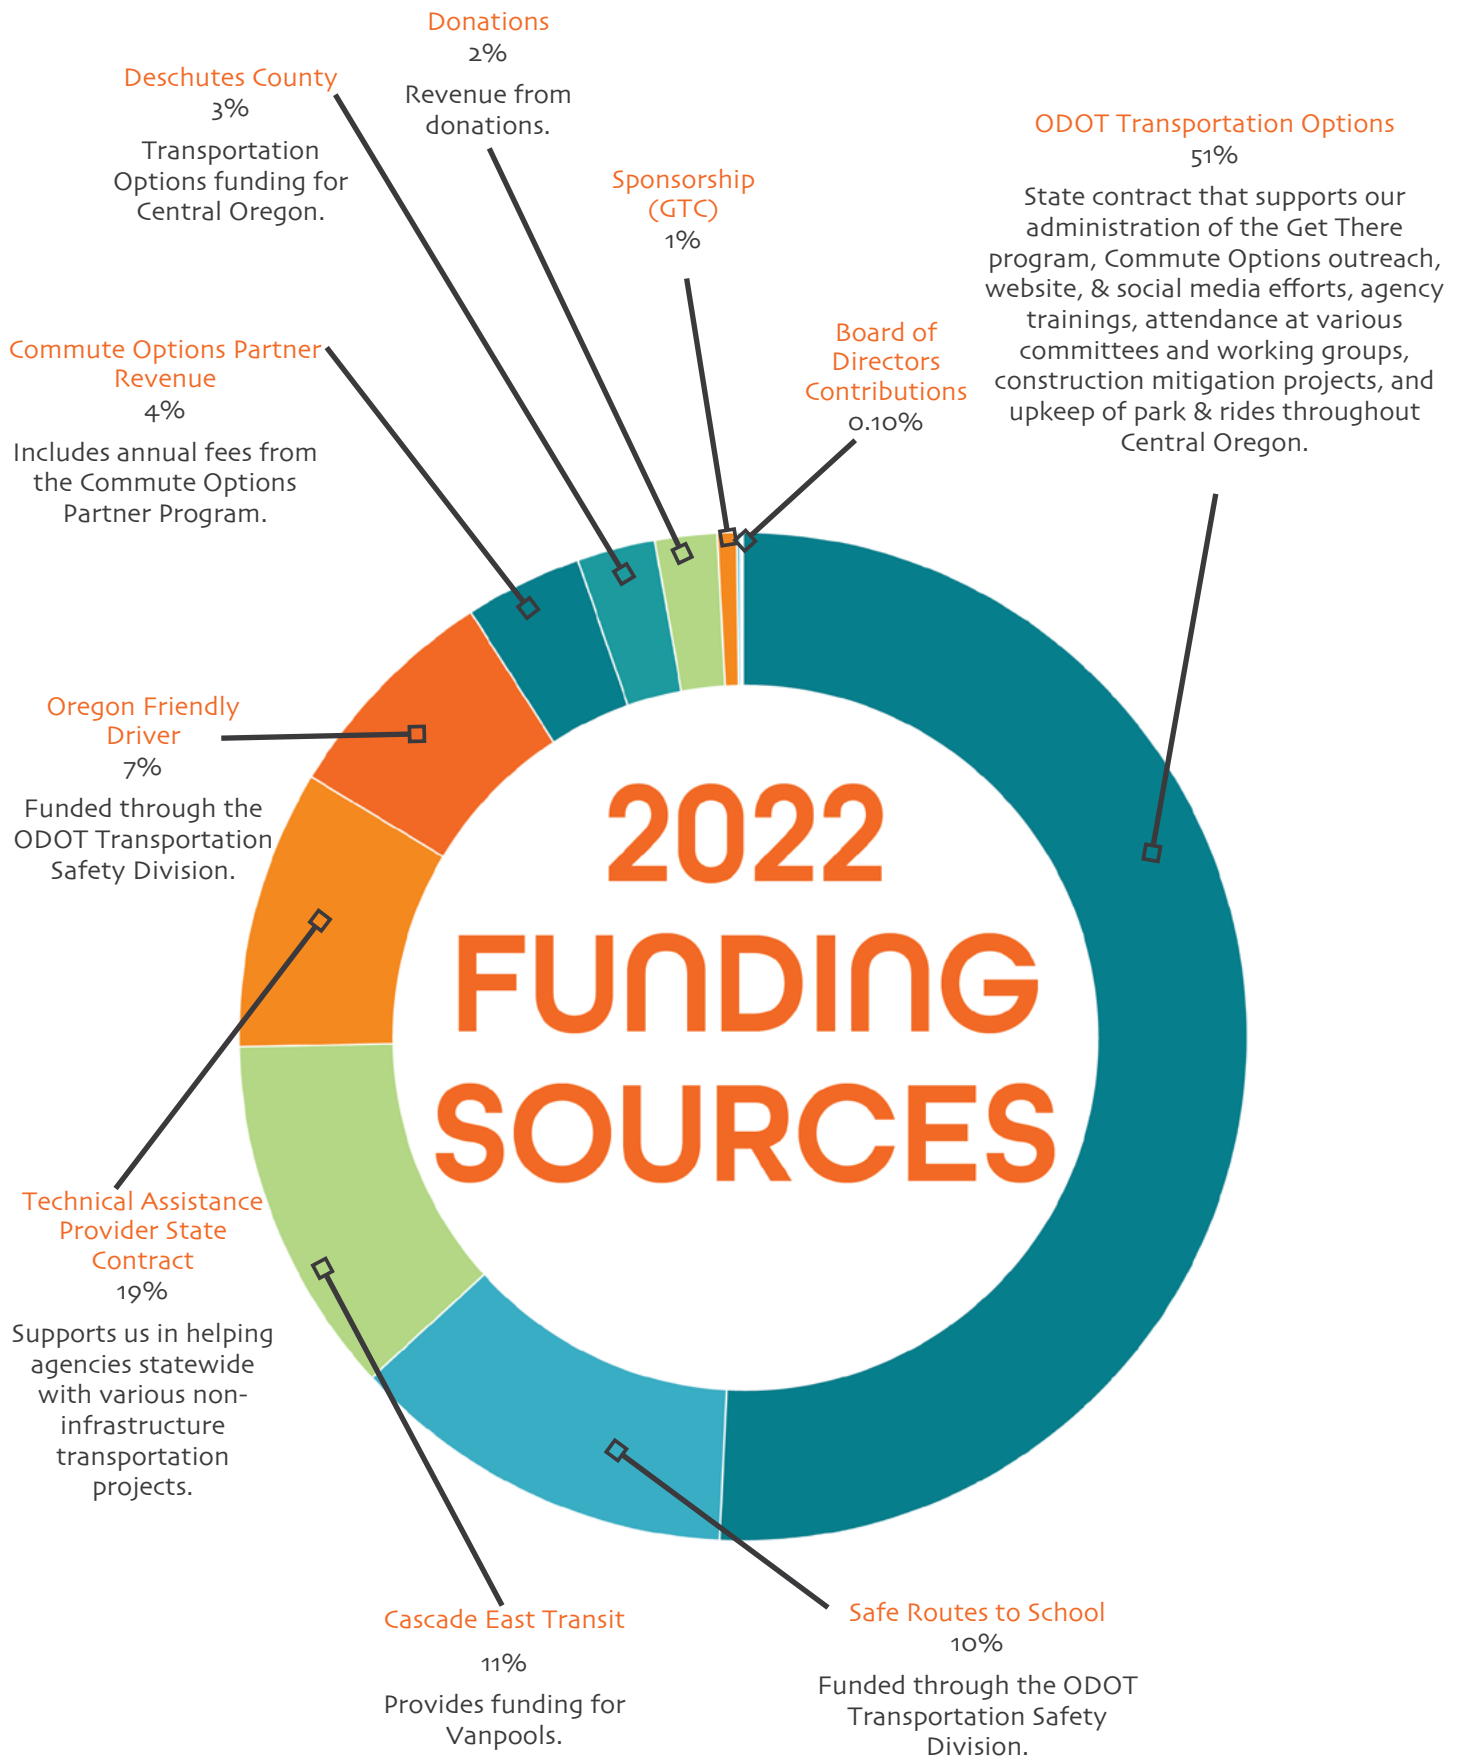 Donations
2%
Revenue from
donations.
Deschutes County
3%
Transportation
Options funding for
Central Oregon.
Sponsorship
(GTC)
1%
ODOT Transportation Options
51%
State contract that supports our
administration of the Get There
program, Commute Options outreach,
website, & social media efforts, agency
trainings, attendance at various
committees and working groups,
construction mitigation projects, and
upkeep of park & rides throughout
Central Oregon.
Board of
Directors
Contributions
0.10%
Commute Options Partner
Revenue
4%
Includes annual fees from
the Commute Options
Partner Program.
Oregon Friendly
Driver
7%
Funded through the
ODOT Transportation
Safety Division.
2022
FUNDING
SOURCES
Technical Assistance
Provider State
Contract
19%
Supports us in helping
agencies statewide
with various non-
infrastructure
transportation
projects.
Cascade East Transit
11%
Provides funding for
Vanpools.
Safe Routes to School
10%
Funded through the ODOT
Transportation Safety
Division.